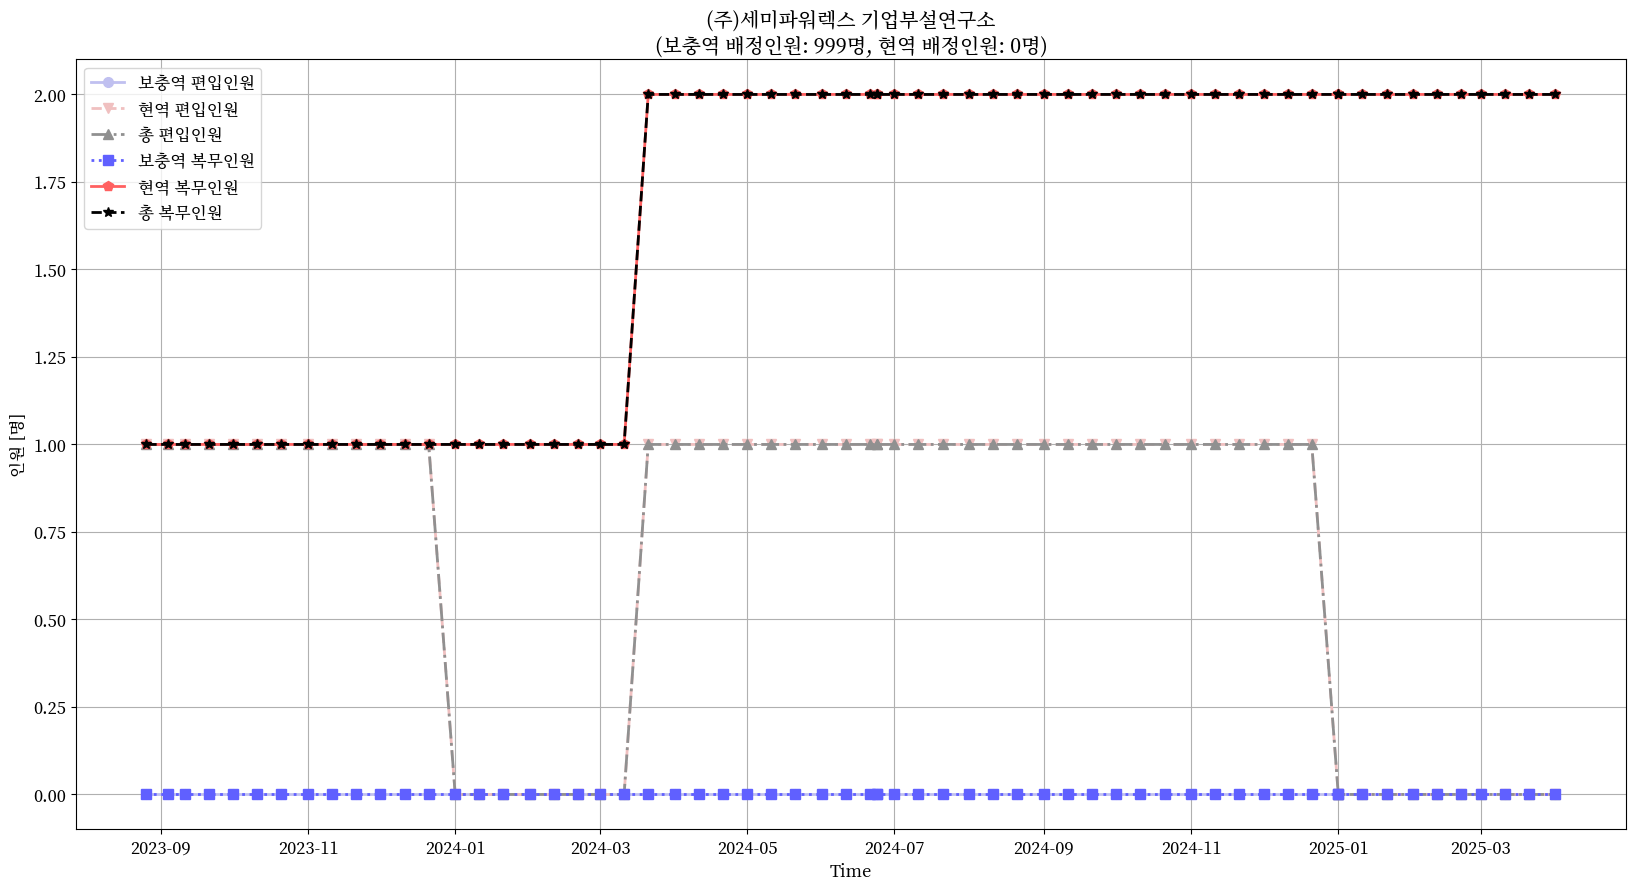 (주)세미파워렉스 기업부설연구소
(보충역 배정인원: 999명, 현역 배정인원: 0명)
보충역 편입인원
현역 편입인원
총 편입인원
보충역 복무인원
현역 복무인원
총 복무인원
2.00
1.75
1.50
1.25
1.00
0.75
0.50
0.25
0.00
인원 [명]
2023-09 2023-11 2024-01 2024-03 2024-05 2024-07 2024-09 2024-11 2025-01 2025-03
Time